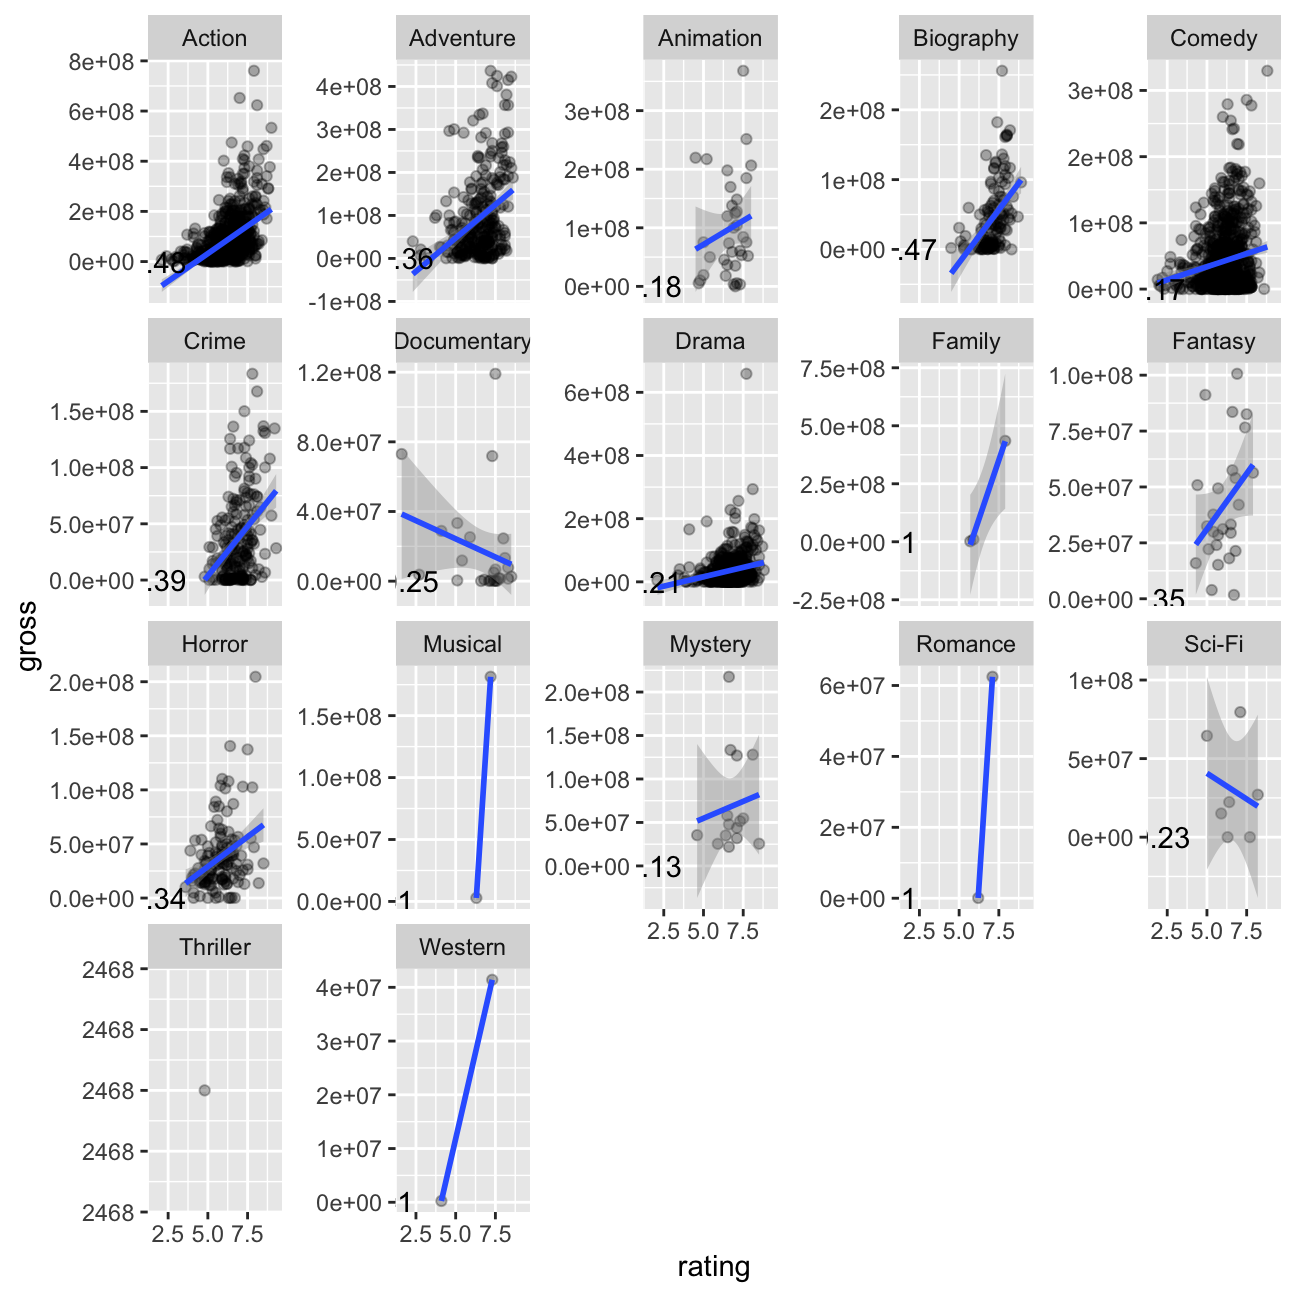 Action Adventure Animation Biography Comedy
8e+08
6e+08
4e+08
2e+08
0e+00
.48
4e+08
3e+08
2e+08
1e+08
0e+00
-1e+08
.36
3e+08
2e+08
1e+08
0e+00
.18
2e+08
1e+08
0e+00
.47
3e+08
2e+08
1e+08
0e+00
.17
Crime Documentary Drama Family Fantasy
1.5e+08
1.0e+08
5.0e+07
0.0e+00
.39
1.2e+08
8.0e+07
4.0e+07
0.0e+00
.25
6e+08
4e+08
2e+08
0e+00
.21
7.5e+08
5.0e+08
2.5e+08
0.0e+00
-2.5e+08
1
1.0e+08
7.5e+07
5.0e+07
2.5e+07
0.0e+00
.35
gross
Horror Musical Mystery Romance Sci-Fi
2.0e+08
1.5e+08
1.0e+08
5.0e+07
0.0e+00
.34
1.5e+08
1.0e+08
5.0e+07
0.0e+00
1
2.0e+08
1.5e+08
1.0e+08
5.0e+07
0.0e+00
.13
2.5 5.0 7.5
6e+07
4e+07
2e+07
0e+00
1
2.5 5.0 7.5
1e+08
5e+07
0e+00
.23
2.5 5.0 7.5
Thriller Western
2468
2468
2468
2468
2468
2.5 5.0 7.5
4e+07
3e+07
2e+07
1e+07
0e+00
1
2.5 5.0 7.5
rating